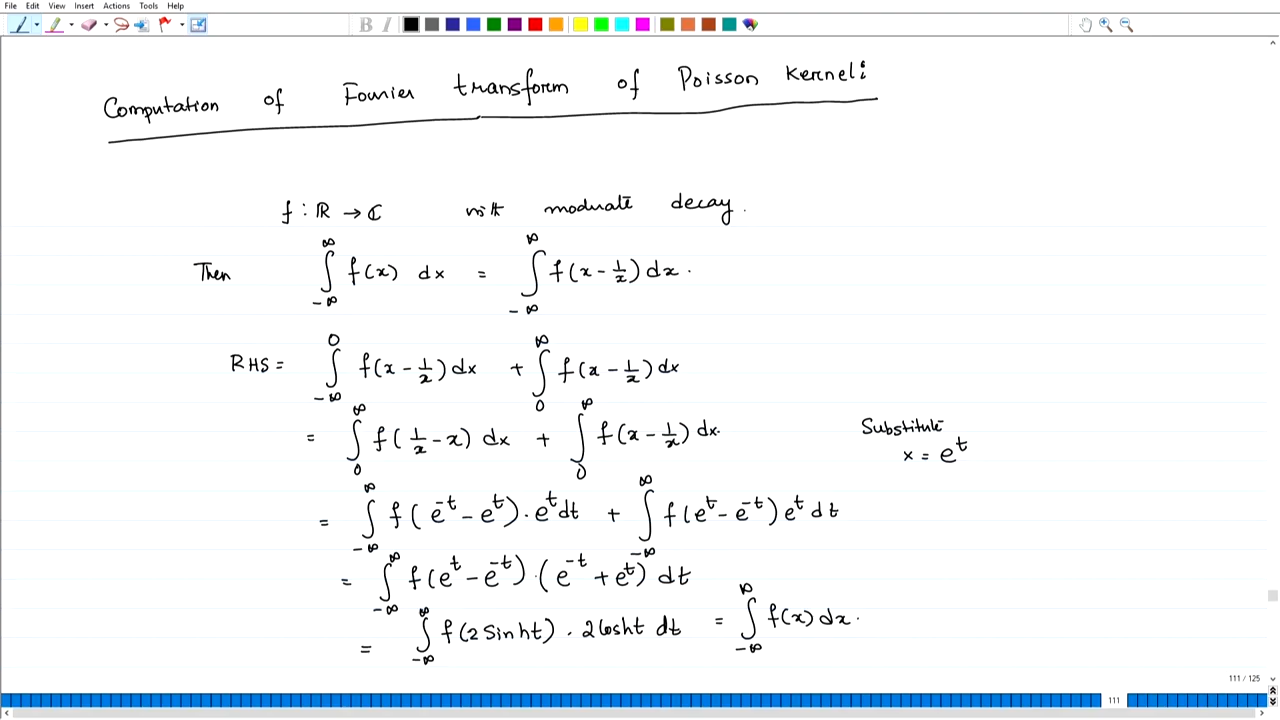 File Edit View Insert Actions Tools Help
B I
Computation of Fourier transform of Poisson Kernel:
f : ℝ → ℂ with moderate decay.
Then ∫_{-∞}^{∞} f(x) dx = ∫_{-∞}^{∞} f(x - 1/x) dx.
RHS = ∫_{-∞}^{0} f(x - 1/x) dx + ∫_{0}^{∞} f(x - 1/x) dx
= ∫_{0}^{∞} f(1/x - x) dx + ∫_{0}^{∞} f(x - 1/x) dx.
Substitute
x = e^t
= ∫_{-∞}^{∞} f(e^{-t} - e^t) . e^t dt + ∫_{-∞}^{∞} f(e^t - e^{-t}) e^t dt
= ∫_{-∞}^{∞} f(e^t - e^{-t}) . (e^{-t} + e^t) dt
= ∫_{-∞}^{∞} f(2 Sinht) . 2 Cosht dt = ∫_{-∞}^{∞} f(x) dx.
111 / 125
111